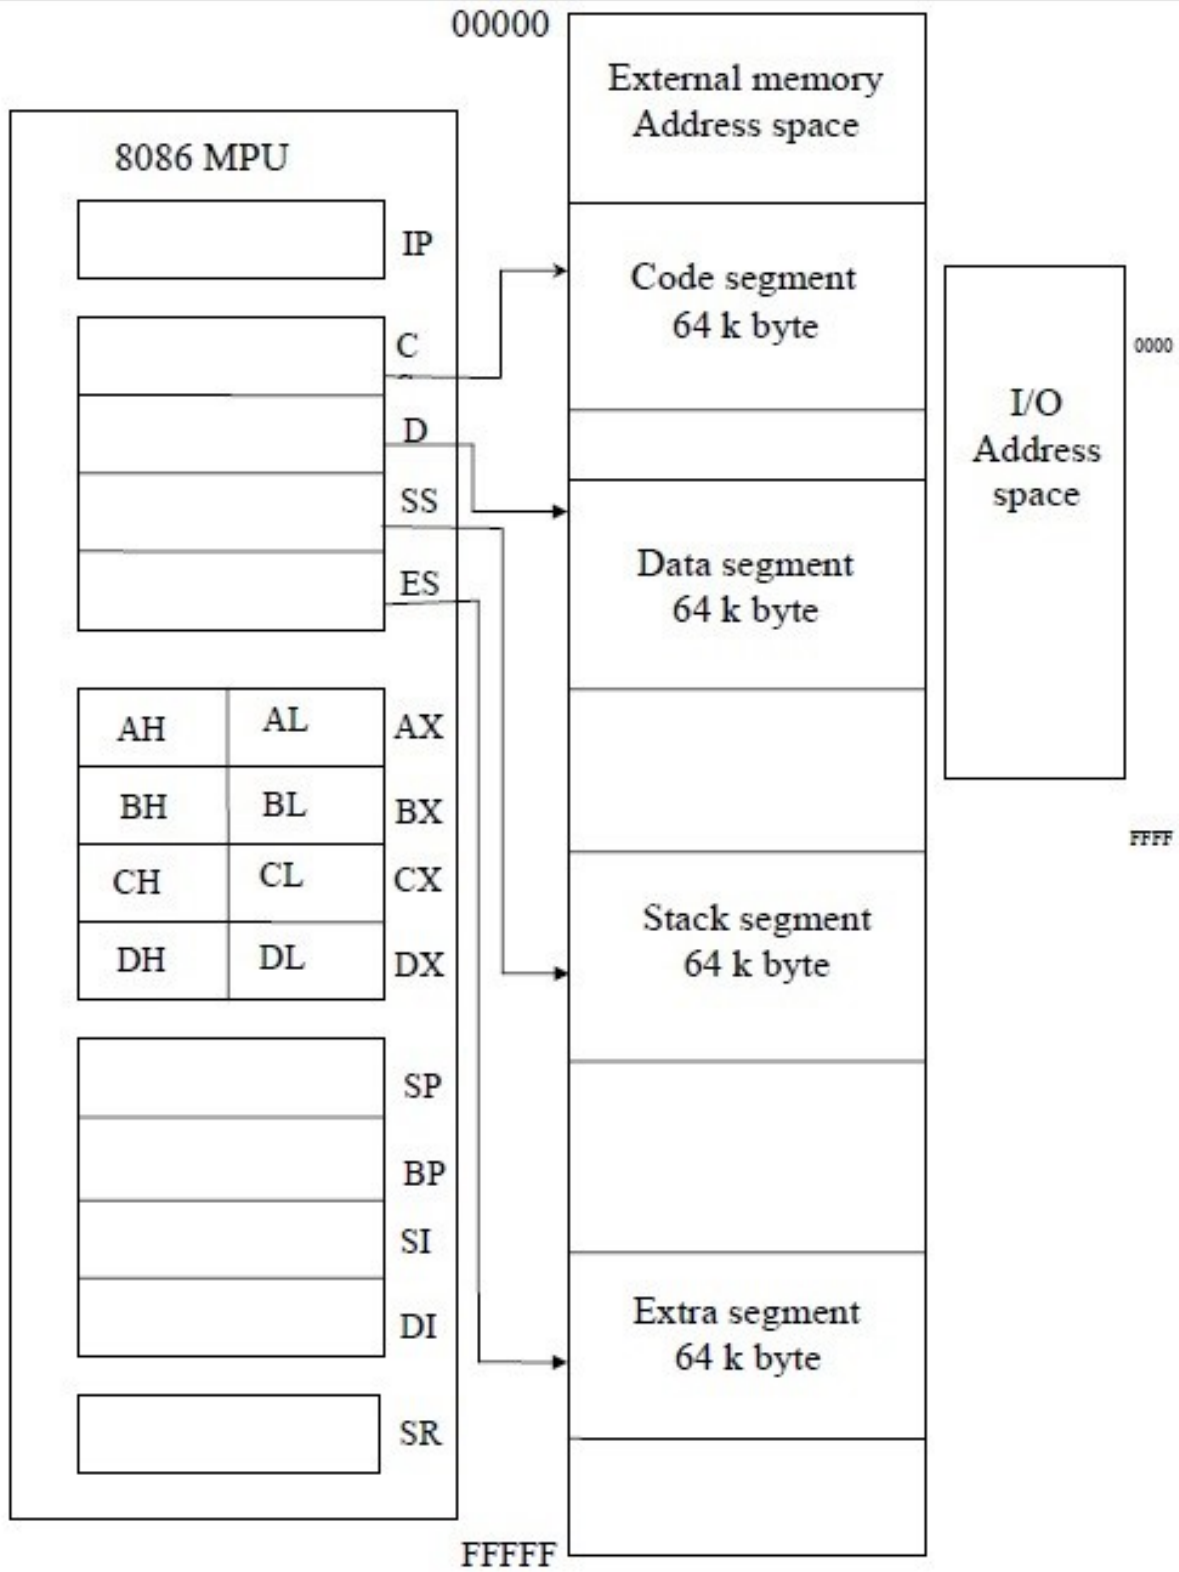 00000
External memory
Address space
8086 MPU
IP
Code segment
64 k byte
C
0000
I/O
Address
space
D
SS
Data segment
64 k byte
ES
AH
AL
AX
BH
BL
BX
FFFF
CH
CL
CX
Stack segment
64 k byte
DH
DL
DX
SP
BP
SI
DI
Extra segment
64 k byte
SR
FFFFF